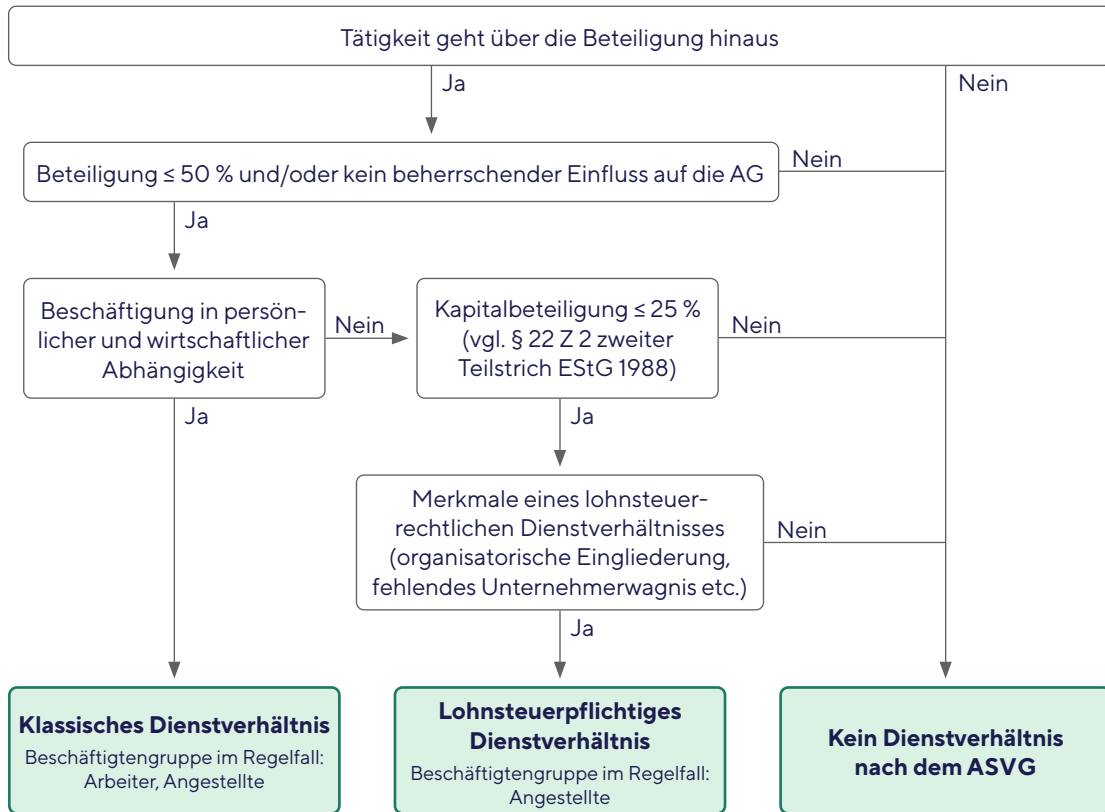 Tätigkeit geht über die Beteiligung hinaus
Ja
Nein
Beteiligung ≤ 50 % und/oder kein beherrschender Einfluss auf die AG
Nein
Ja
Beschäftigung in persön-
licher und wirtschaftlicher
Abhängigkeit
Nein
Kapitalbeteiligung ≤ 25 %
(vgl. § 22 Z 2 zweiter
Teilstrich EStG 1988)
Nein
Ja
Ja
Merkmale eines lohnsteuer-
rechtlichen Dienstverhältnisses
(organisatorische Eingliederung,
fehlendes Unternehmerwagnis etc.)
Nein
Ja
Klassisches Dienstverhältnis
Beschäftigtengruppe im Regelfall:
Arbeiter, Angestellte
Lohnsteuerpflichtiges
Dienstverhältnis
Beschäftigtengruppe im Regelfall:
Angestellte
Kein Dienstverhältnis
nach dem ASVG